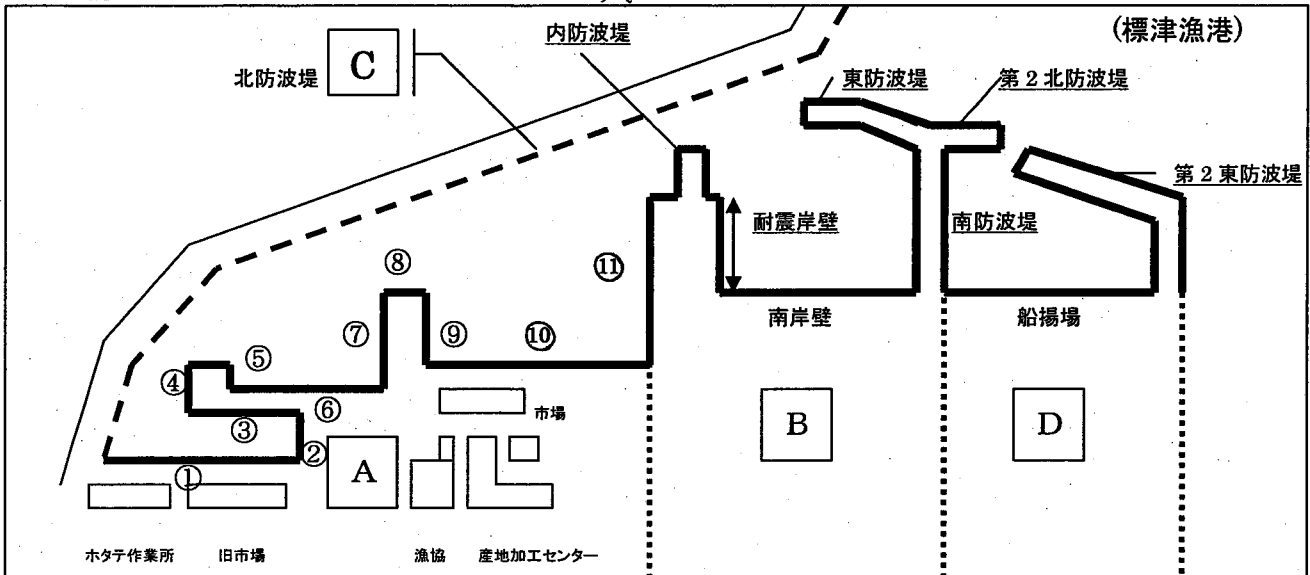 (標津漁港)
内防波堤
北防波堤
C
東防波堤
第2北防波堤
第2東防波堤
耐震岸壁
南防波堤
⑧
⑪
⑦
⑨
⑩
南岸壁
船揚場
⑤
④
⑥
③
②
①
市場
A
B
D
ホタテ作業所
旧市場
漁協
産地加工センター